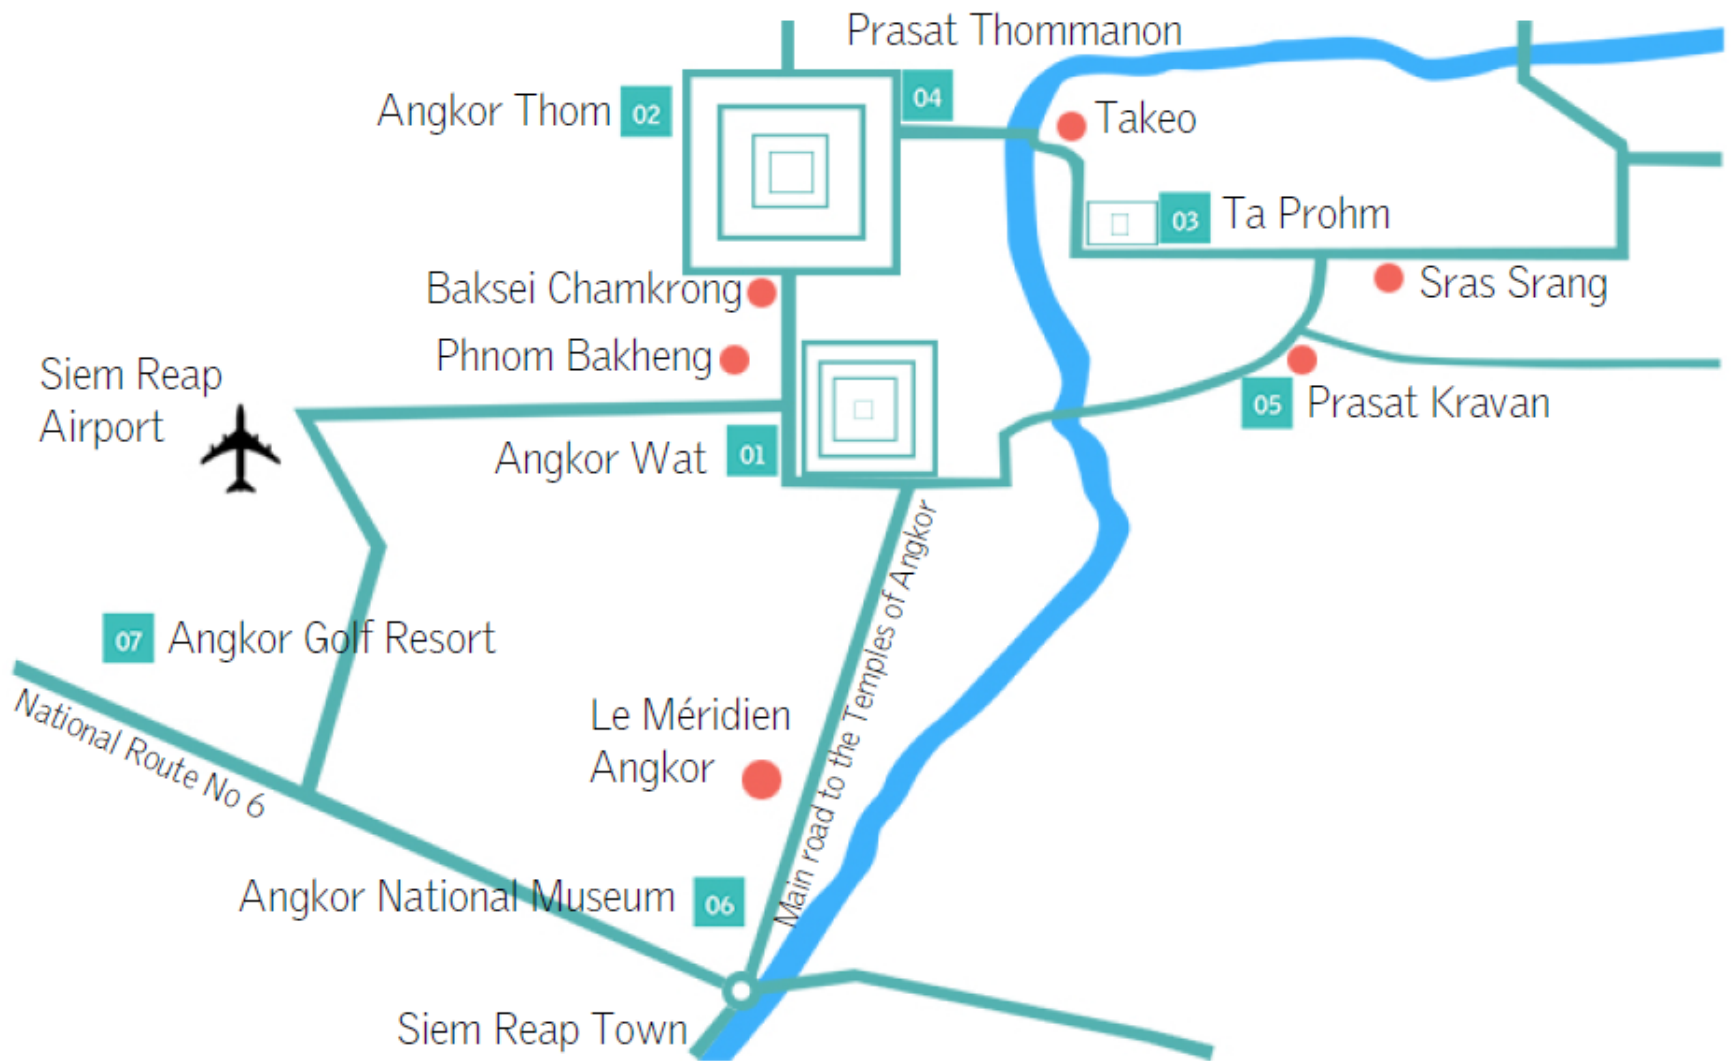 Prasat Thommanon
04
Angkor Thom 02
Takeo
03 Ta Prohm
Baksei Chamkrong
Sras Srang
Phnom Bakheng
Siem Reap
Airport
05 Prasat Kravan
Angkor Wat 01
Main road to the Temples of Angkor
07 Angkor Golf Resort
National Route No 6
Le Méridien
Angkor
Angkor National Museum 06
Siem Reap Town